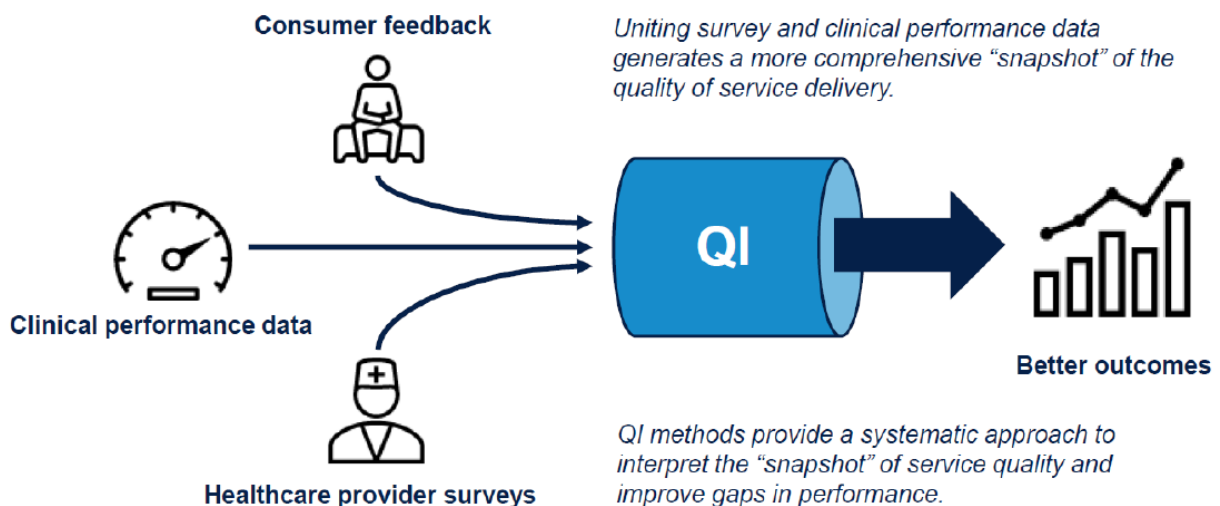 Consumer feedback
Uniting survey and clinical performance data
generates a more comprehensive “snapshot” of the
quality of service delivery.
QI
Clinical performance data
Better outcomes
Healthcare provider surveys
QI methods provide a systematic approach to
interpret the “snapshot” of service quality and
improve gaps in performance.